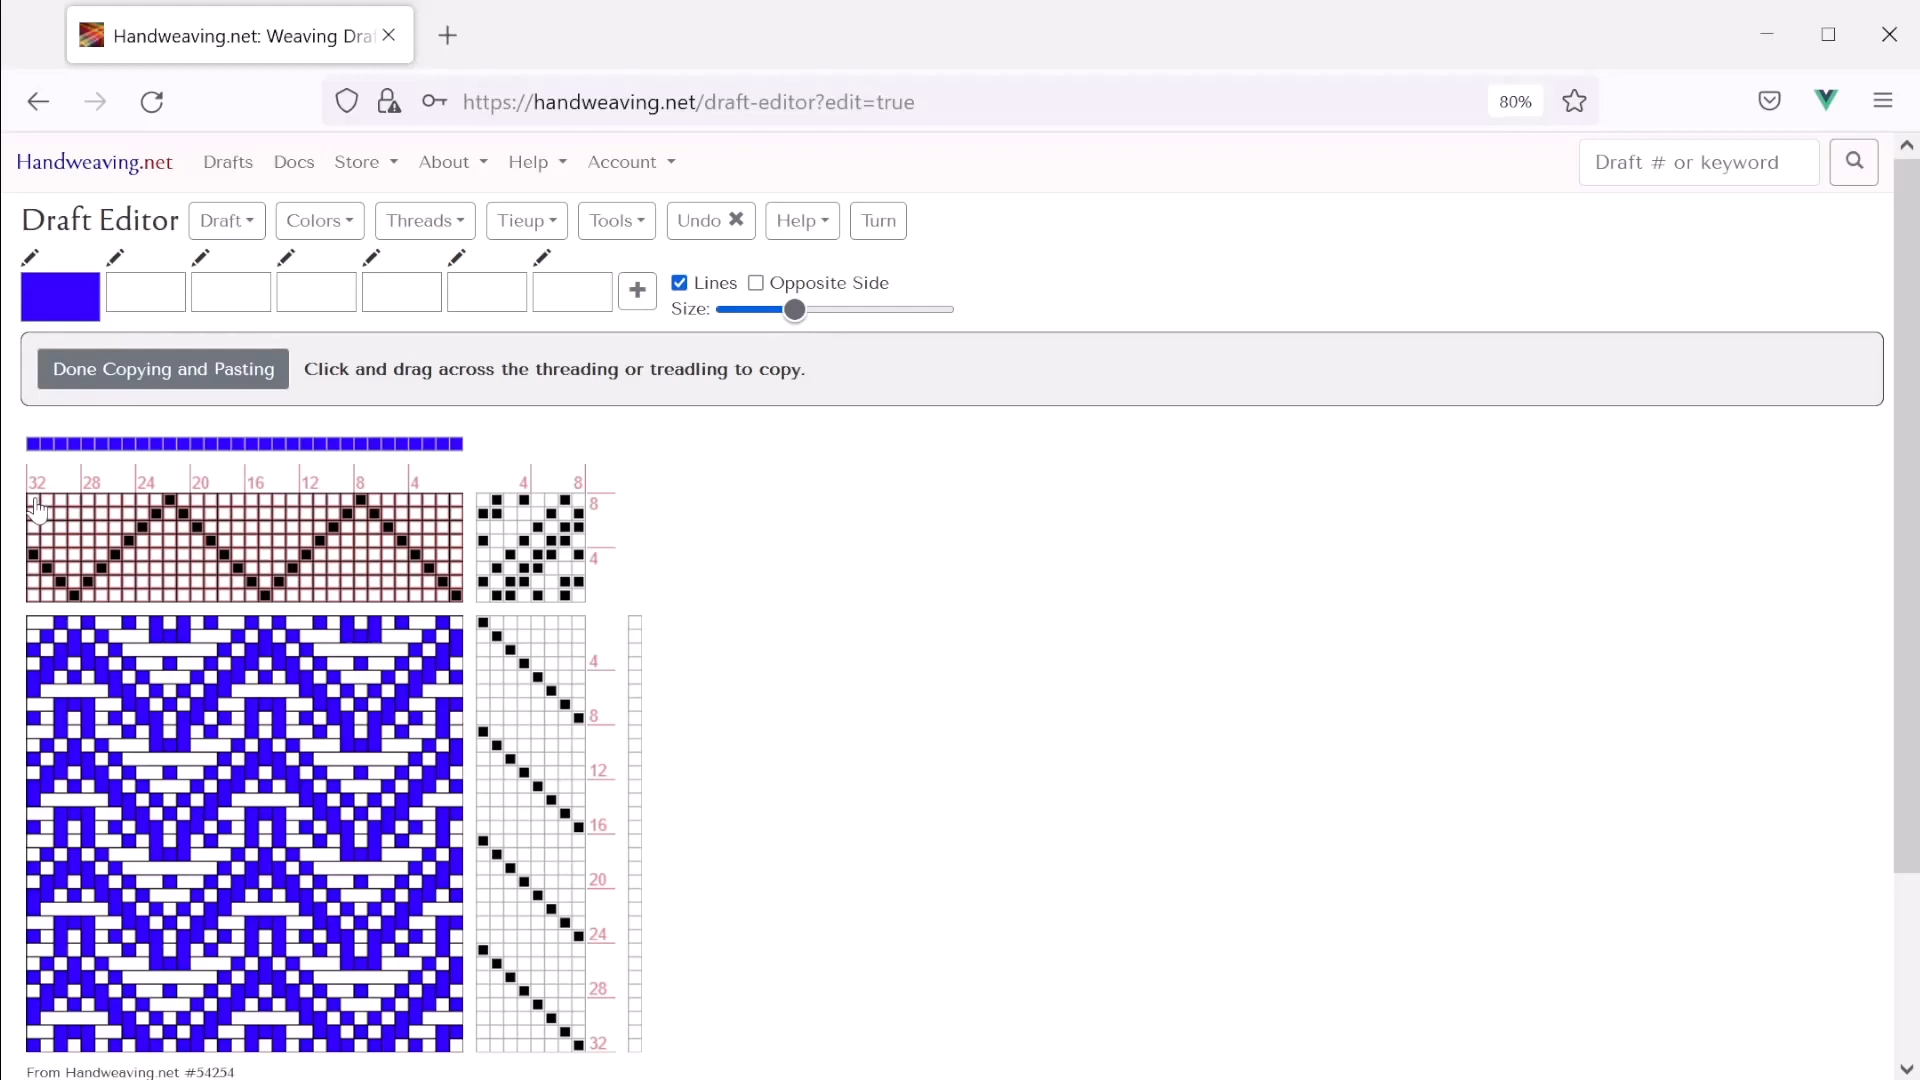 Handweaving.net: Weaving Dra
https://handweaving.net/draft-editor?edit=true
80%
Handweaving.net
Drafts
Docs
Store
About
Help
Account
Draft # or keyword
Draft Editor
Draft
Colors
Threads
Tieup
Tools
Undo
Help
Turn
Lines
Opposite Side
Size:
Done Copying and Pasting
Click and drag across the threading or treadling to copy.
32 28 24 20 16 12 8 4
4 8
8
4
4
8
12
16
20
24
28
32
From Handweaving.net #54254